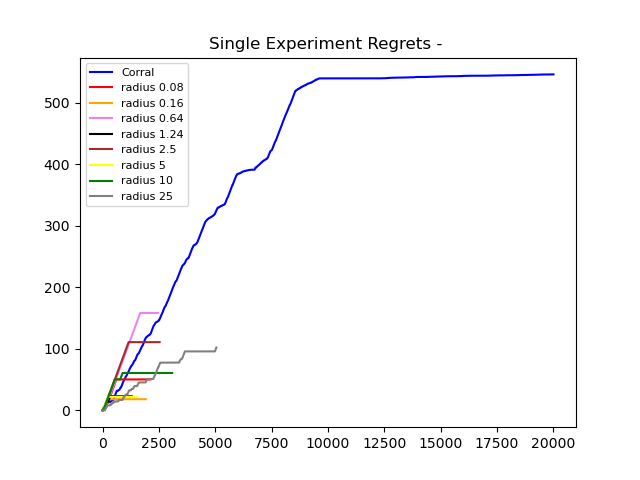 Single Experiment Regrets -
Corral
radius 0.08
radius 0.16
radius 0.64
radius 1.24
radius 2.5
radius 5
radius 10
radius 25
500
400
300
200
100
0
0 2500 5000 7500 10000 12500 15000 17500 20000